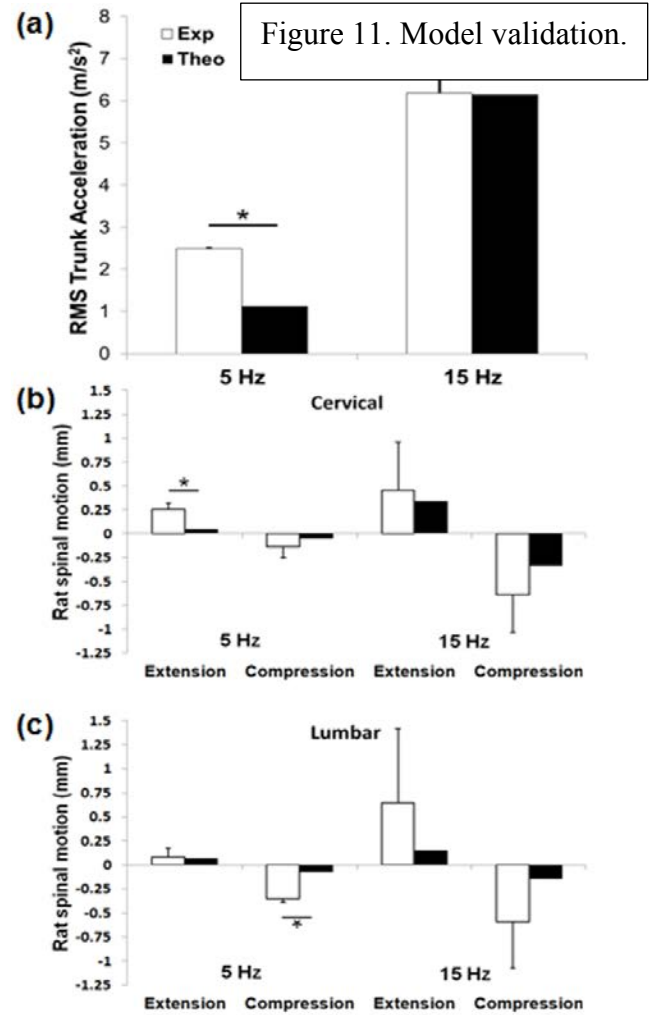 Figure 11. Model validation.
(a)
RMS Trunk Acceleration (m/s²)
8
7
6
5
4
3
2
1
0
Exp
Theo
*
5 Hz 15 Hz
(b)
Cervical
Rat spinal motion (mm)
1.5
1.25
1
0.75
0.5
0.25
0
-0.25
-0.5
-0.75
-1
-1.25
*
5 Hz 15 Hz
Extension Compression Extension Compression
(c)
Lumbar
Rat spinal motion (mm)
1.5
1.25
1
0.75
0.5
0.25
0
-0.25
-0.5
-0.75
-1
-1.25
*
5 Hz 15 Hz
Extension Compression Extension Compression